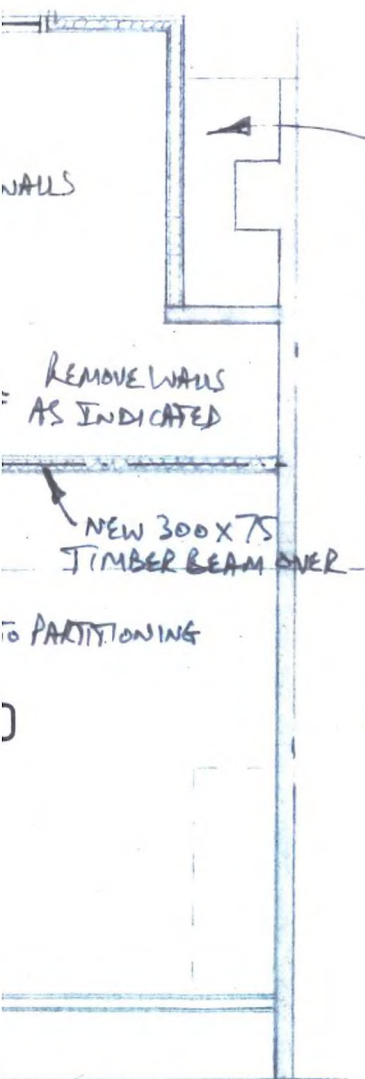 WALLS
REMOVE WALLS
AS INDICATED
NEW 300 X 75
TIMBER BEAM OVER
TO PARTITIONING